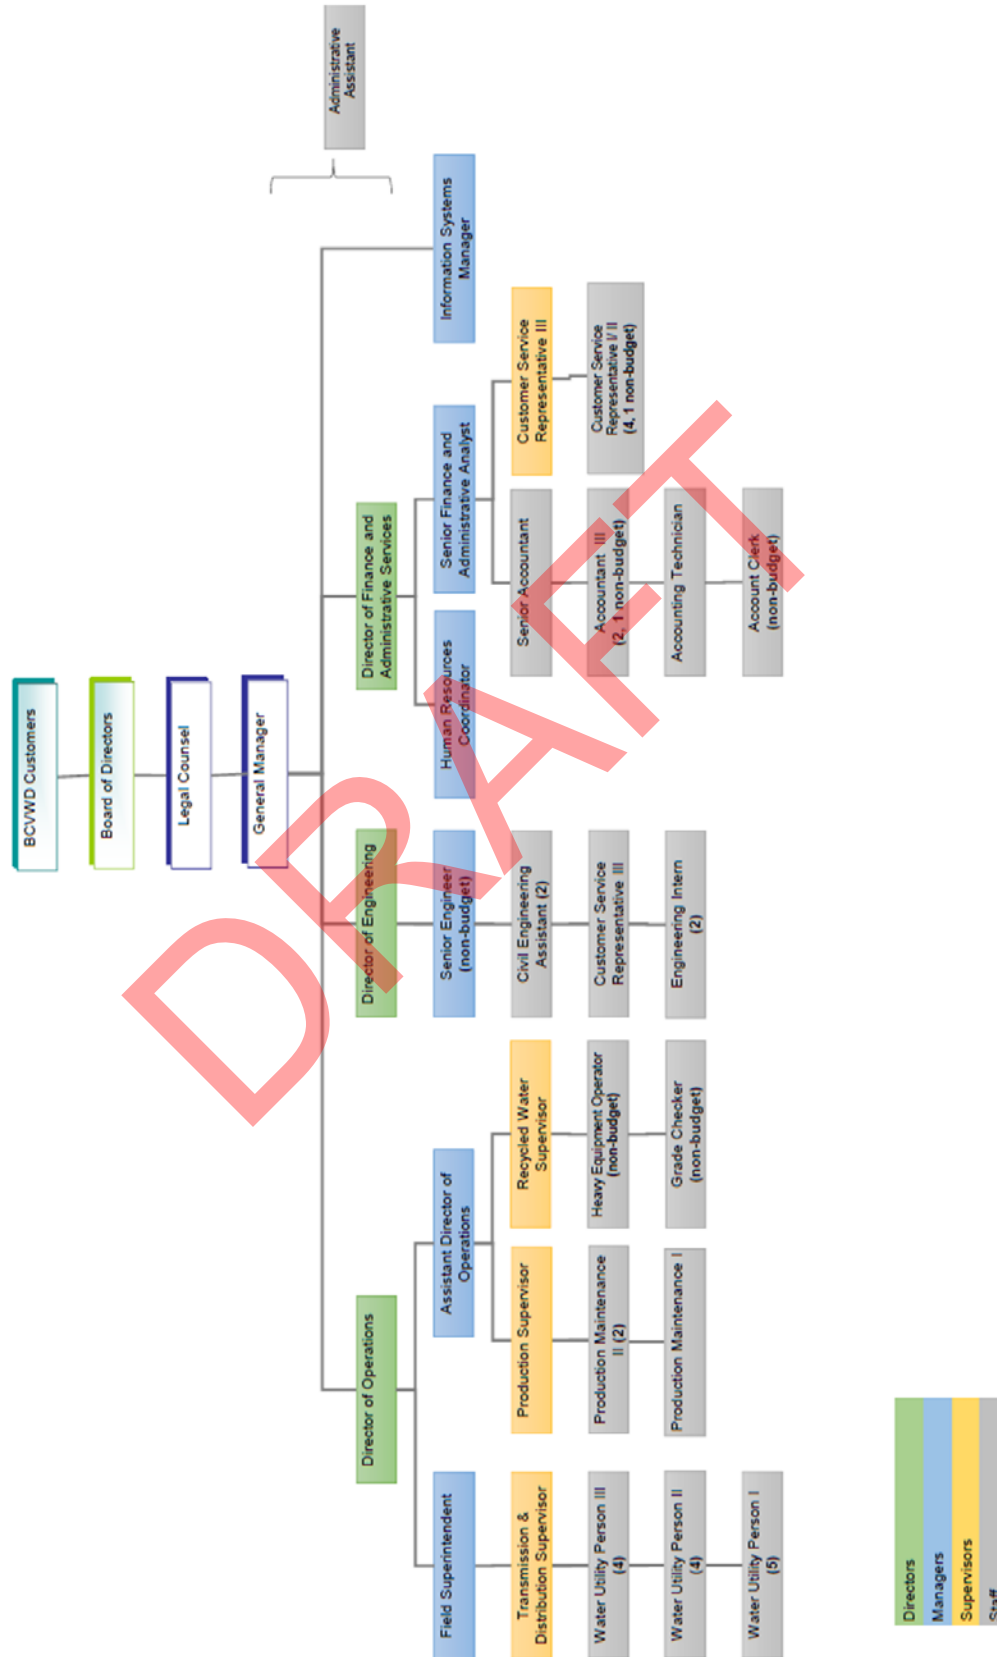 BCVWD Customers
Board of Directors
Legal Counsel
General Manager
Administrative
Assistant
Director of Operations
Director of Engineering
Director of Finance and
Administrative Services
Field Superintendent
Assistant Director of
Operations
Senior Engineer
(non-budget)
Human Resources
Coordinator
Senior Finance and
Administrative Analyst
Information Systems
Manager
Transmission &
Distribution Supervisor
Production Supervisor
Recycled Water
Supervisor
Civil Engineering
Assistant (2)
Senior Accountant
Customer Service
Representative III
Water Utility Person III
(4)
Production Maintenance
II (2)
Heavy Equipment Operator
(non-budget)
Customer Service
Representative III
Accountant III
(2, 1 non-budget)
Customer Service
Representative I/ II
(4, 1 non-budget)
Water Utility Person II
(4)
Production Maintenance I
Grade Checker
(non-budget)
Engineering Intern
(2)
Accounting Technician
Water Utility Person I
(5)
Account Clerk
(non-budget)
Directors
Managers
Supervisors
Staff
DRAFT